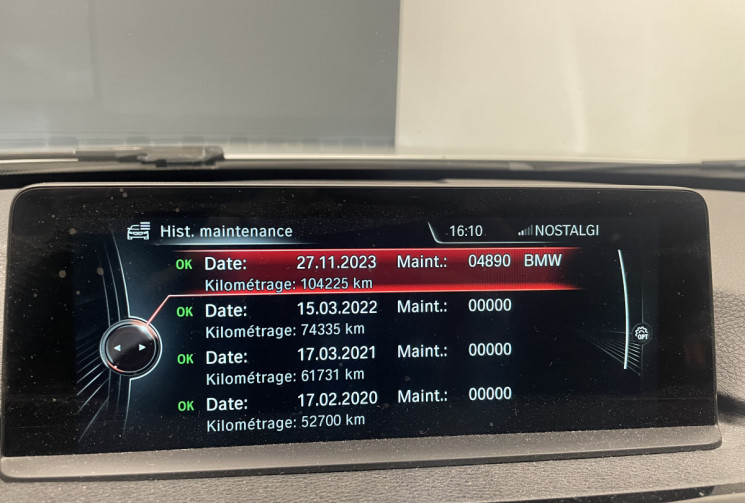 Hist. maintenance 16:10 NOSTALGI
OK Date: 27.11.2023 Maint.: 04890 BMW
Kilométrage: 104225 km
OK Date: 15.03.2022 Maint.: 00000
Kilométrage: 74335 km
OK Date: 17.03.2021 Maint.: 00000
Kilométrage: 61731 km
OK Date: 17.02.2020 Maint.: 00000
Kilométrage: 52700 km
OPT